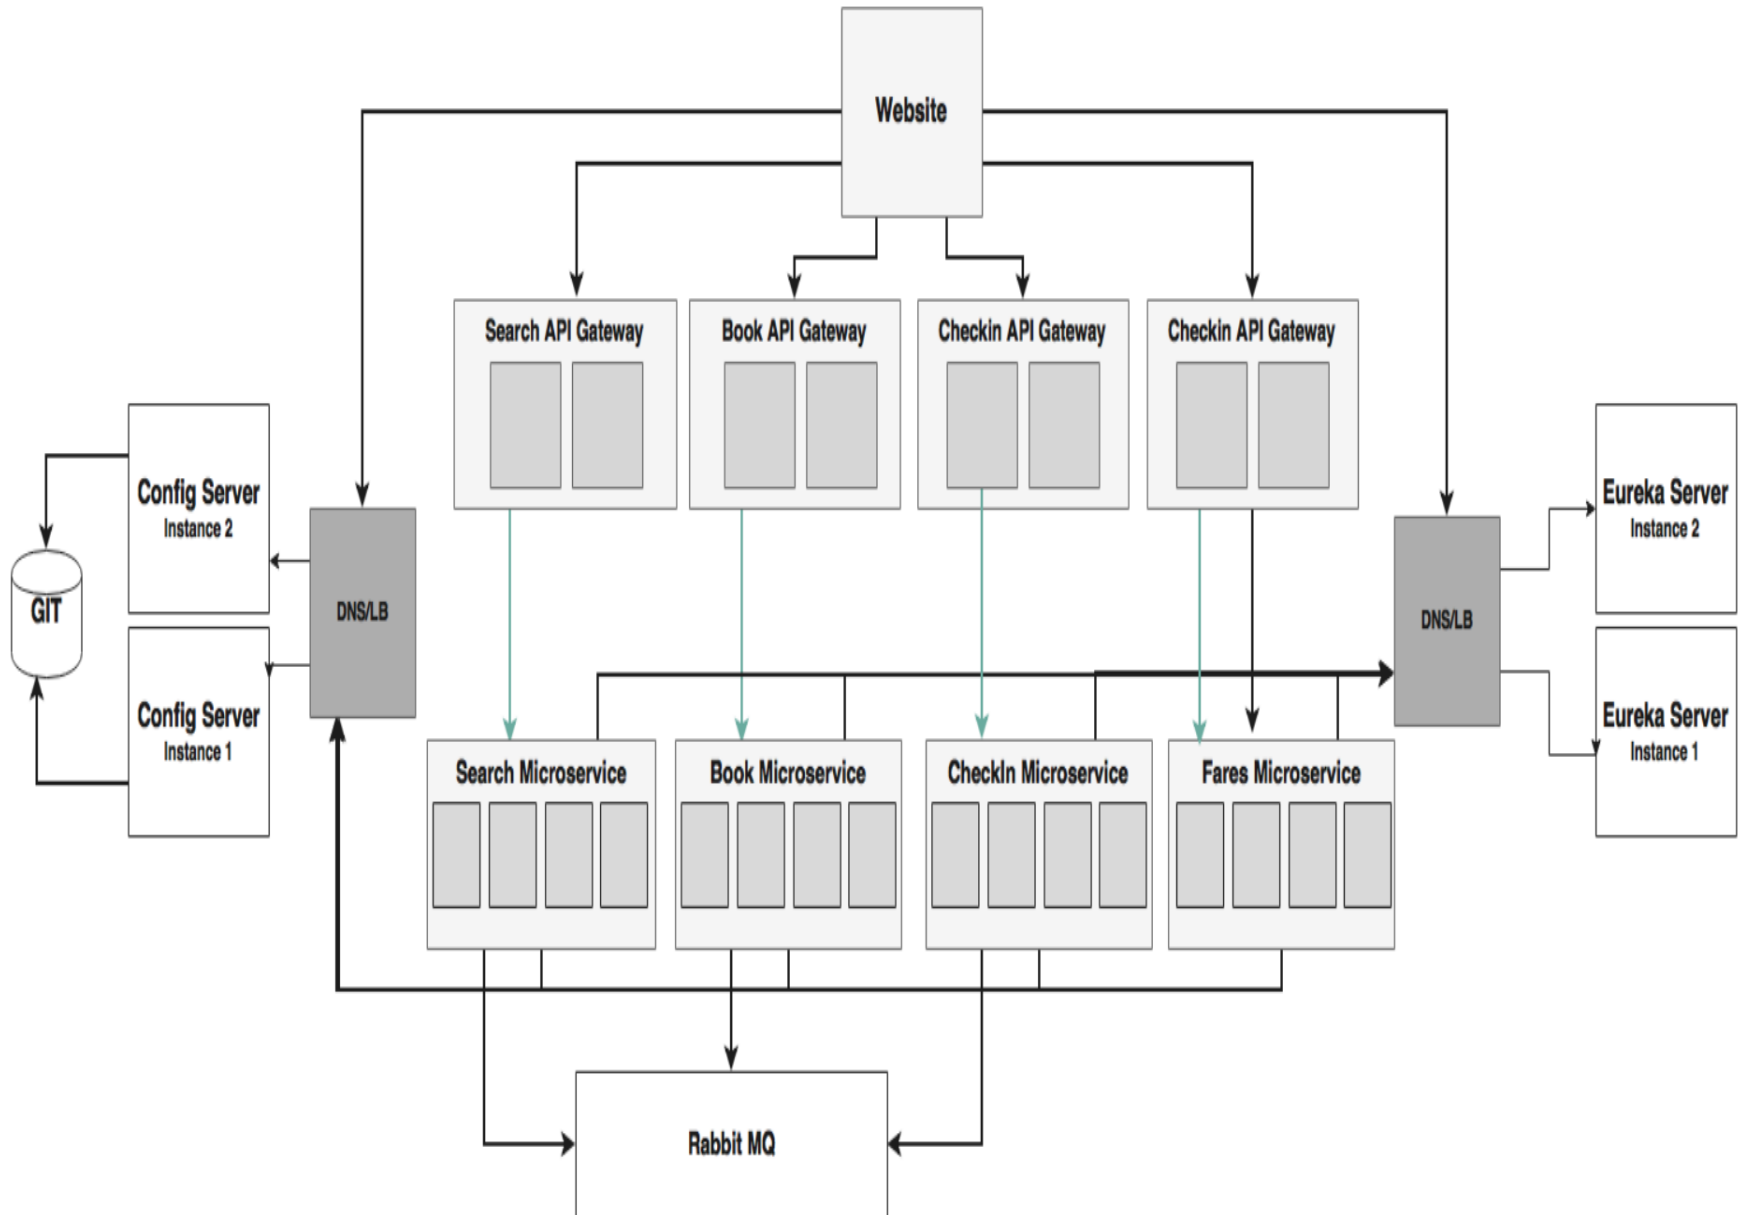 Website
Search API Gateway
Book API Gateway
Checkin API Gateway
Checkin API Gateway
Config Server
Instance 2
Eureka Server
Instance 2
GIT
DNS/LB
DNS/LB
Config Server
Instance 1
Eureka Server
Instance 1
Search Microservice
Book Microservice
CheckIn Microservice
Fares Microservice
Rabbit MQ